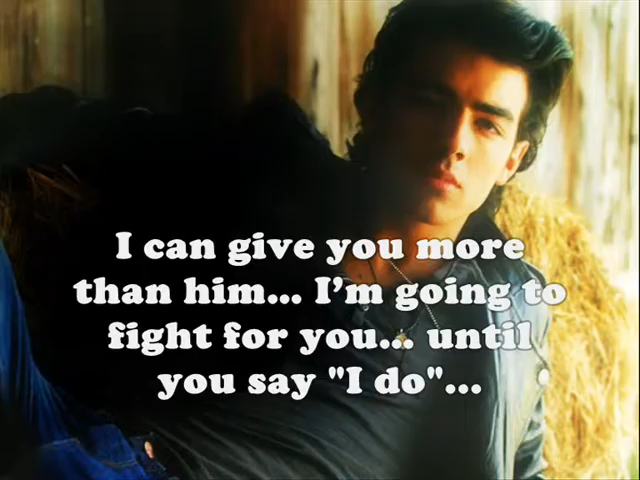 I can give you more
than him... I’m going to
fight for you... until
you say "I do"...